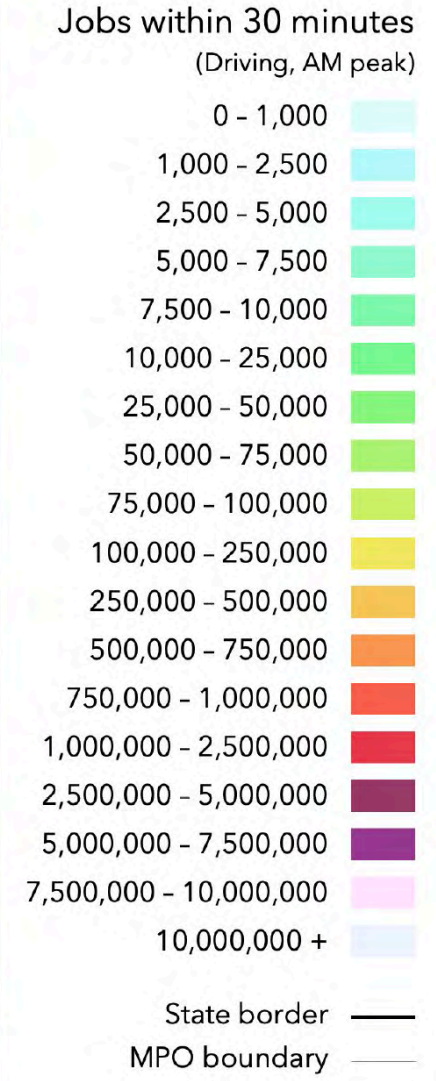 Jobs within 30 minutes
(Driving, AM peak)
0 – 1,000
1,000 – 2,500
2,500 – 5,000
5,000 – 7,500
7,500 – 10,000
10,000 – 25,000
25,000 – 50,000
50,000 – 75,000
75,000 – 100,000
100,000 – 250,000
250,000 – 500,000
500,000 – 750,000
750,000 – 1,000,000
1,000,000 – 2,500,000
2,500,000 – 5,000,000
5,000,000 – 7,500,000
7,500,000 – 10,000,000
10,000,000 +
State border
MPO boundary